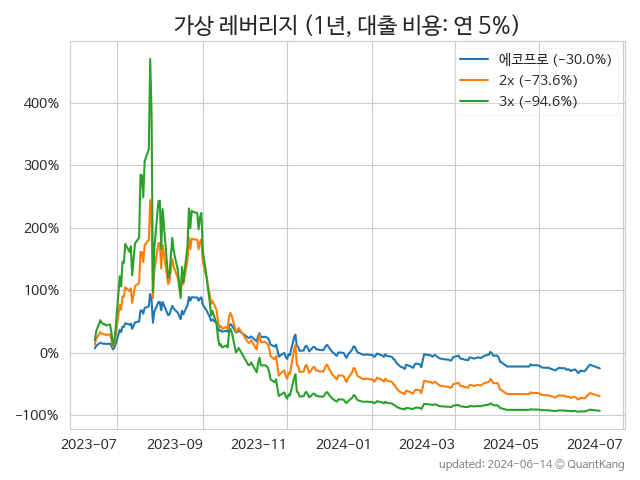 가상 레버리지 (1년, 대출 비용: 연 5%)
에코프로 (−30.0%)
2x (−73.6%)
3x (−94.6%)
400%
300%
200%
100%
0%
−100%
2023-07 2023-09 2023-11 2024-01 2024-03 2024-05 2024-07
updated: 2024-06-14 © QuantKang